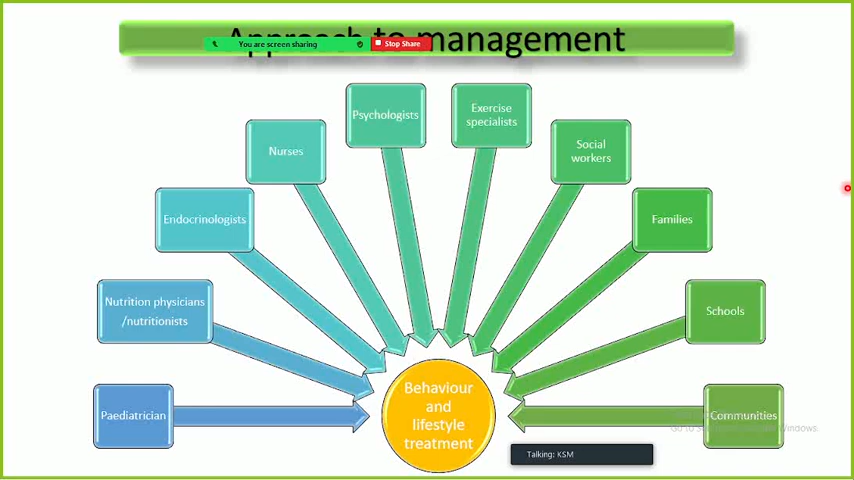 Approach to management
You are screen sharing
Stop Share
Psychologists
Exercise
specialists
Nurses
Social
workers
Endocrinologists
Families
Nutrition physicians
/nutritionists
Schools
Behaviour
and
lifestyle
treatment
Paediatrician
Communities
Talking: KSM